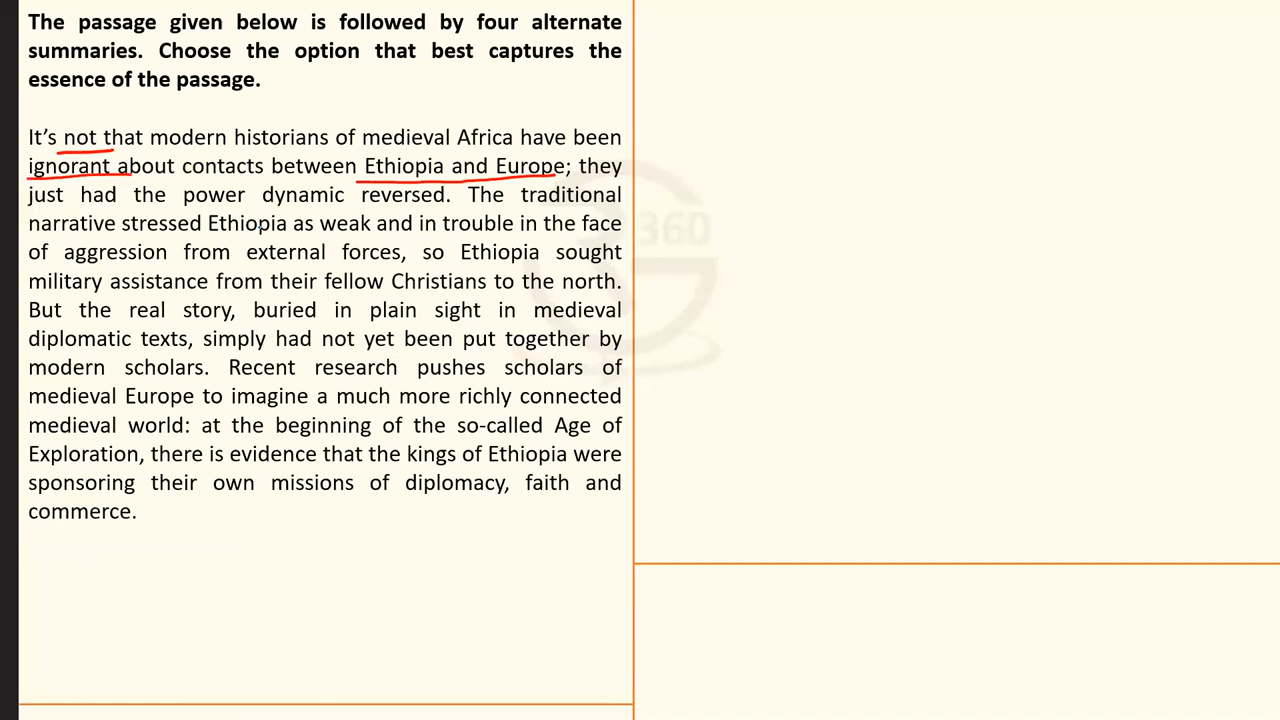 The passage given below is followed by four alternate
summaries. Choose the option that best captures the
essence of the passage.
It's not that modern historians of medieval Africa have been
ignorant about contacts between Ethiopia and Europe; they
just had the power dynamic reversed. The traditional
narrative stressed Ethiopia as weak and in trouble in the face
of aggression from external forces, so Ethiopia sought
military assistance from their fellow Christians to the north.
But the real story, buried in plain sight in medieval
diplomatic texts, simply had not yet been put together by
modern scholars. Recent research pushes scholars of
medieval Europe to imagine a much more richly connected
medieval world: at the beginning of the so-called Age of
Exploration, there is evidence that the kings of Ethiopia were
sponsoring their own missions of diplomacy, faith and
commerce.
360